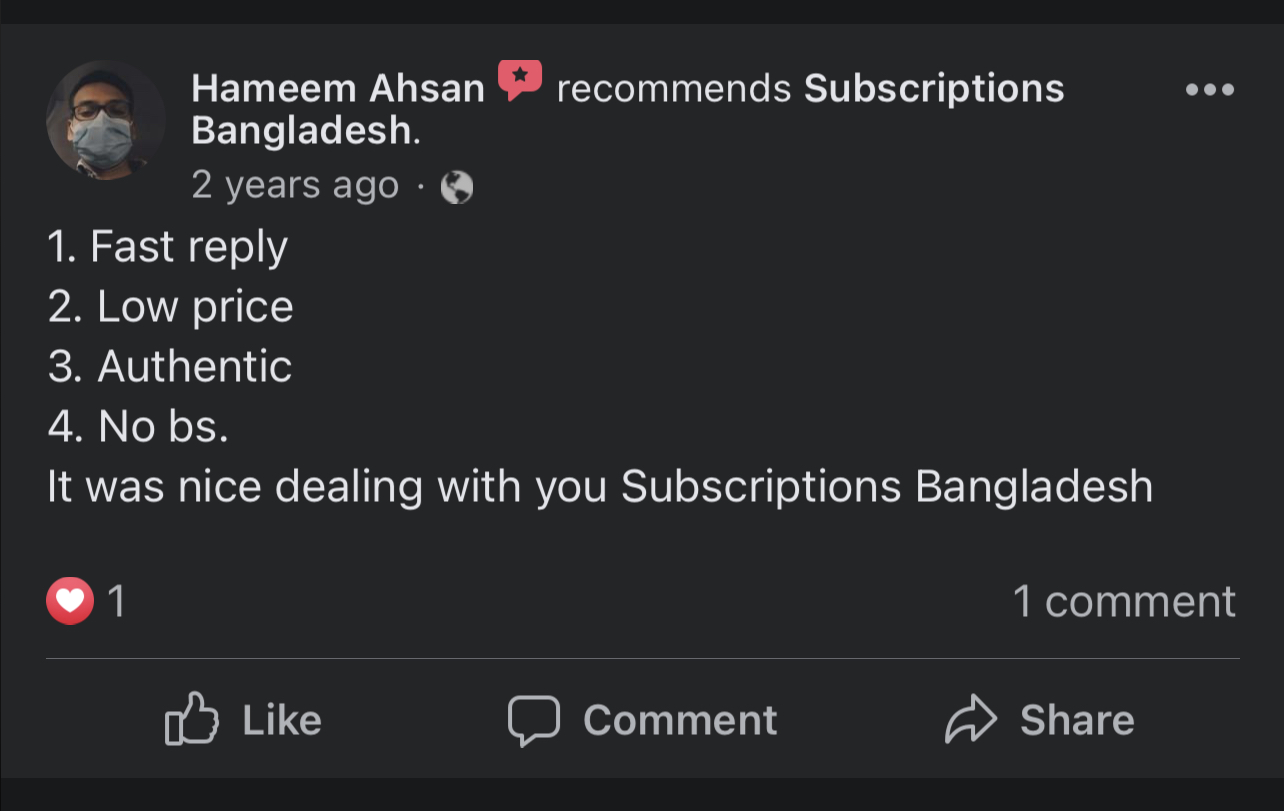 Hameem Ahsan recommends Subscriptions
Bangladesh.
2 years ago ·
1. Fast reply
2. Low price
3. Authentic
4. No bs.
It was nice dealing with you Subscriptions Bangladesh
1 1 comment
Like Comment Share